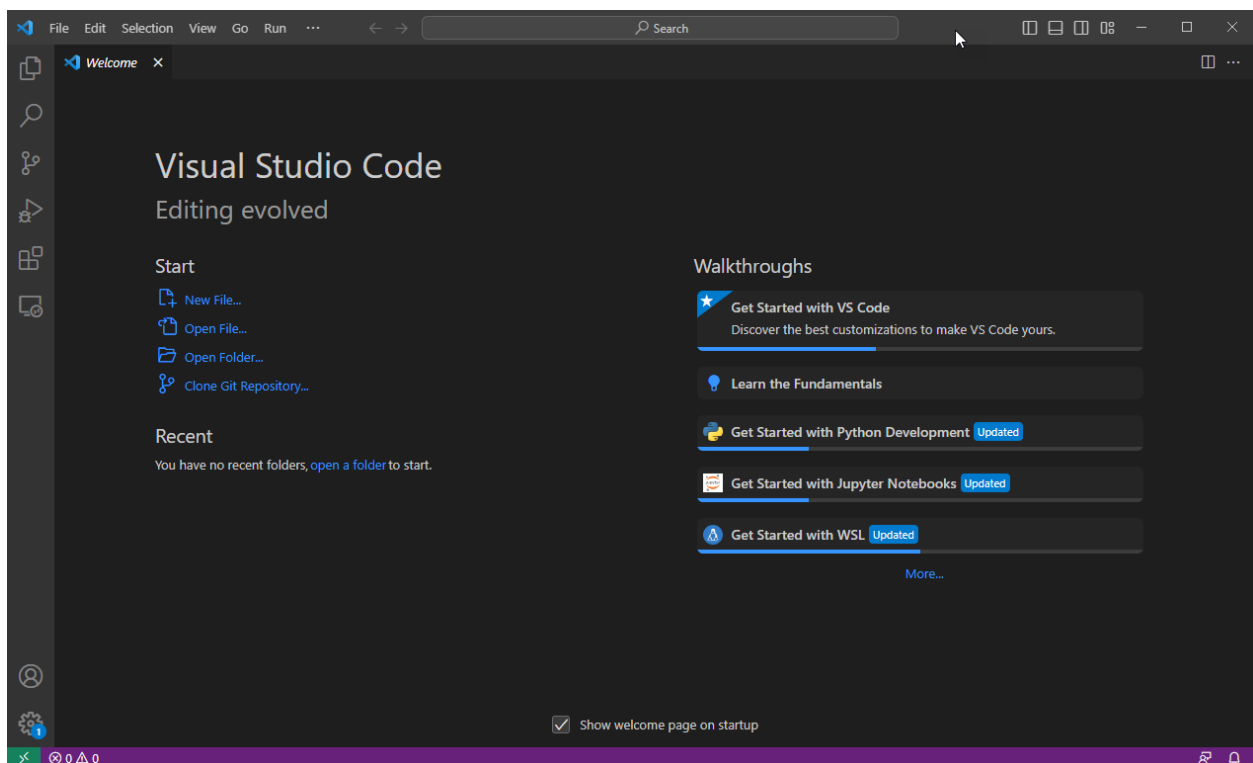 File Edit Selection View Go Run ··· Search
Welcome
Visual Studio Code
Editing evolved
Start
New File...
Open File...
Open Folder...
Clone Git Repository...
Recent
You have no recent folders, open a folder to start.
Walkthroughs
Get Started with VS Code
Discover the best customizations to make VS Code yours.
Learn the Fundamentals
Get Started with Python Development Updated
Get Started with Jupyter Notebooks Updated
Get Started with WSL Updated
More...
1
Show welcome page on startup
0 0